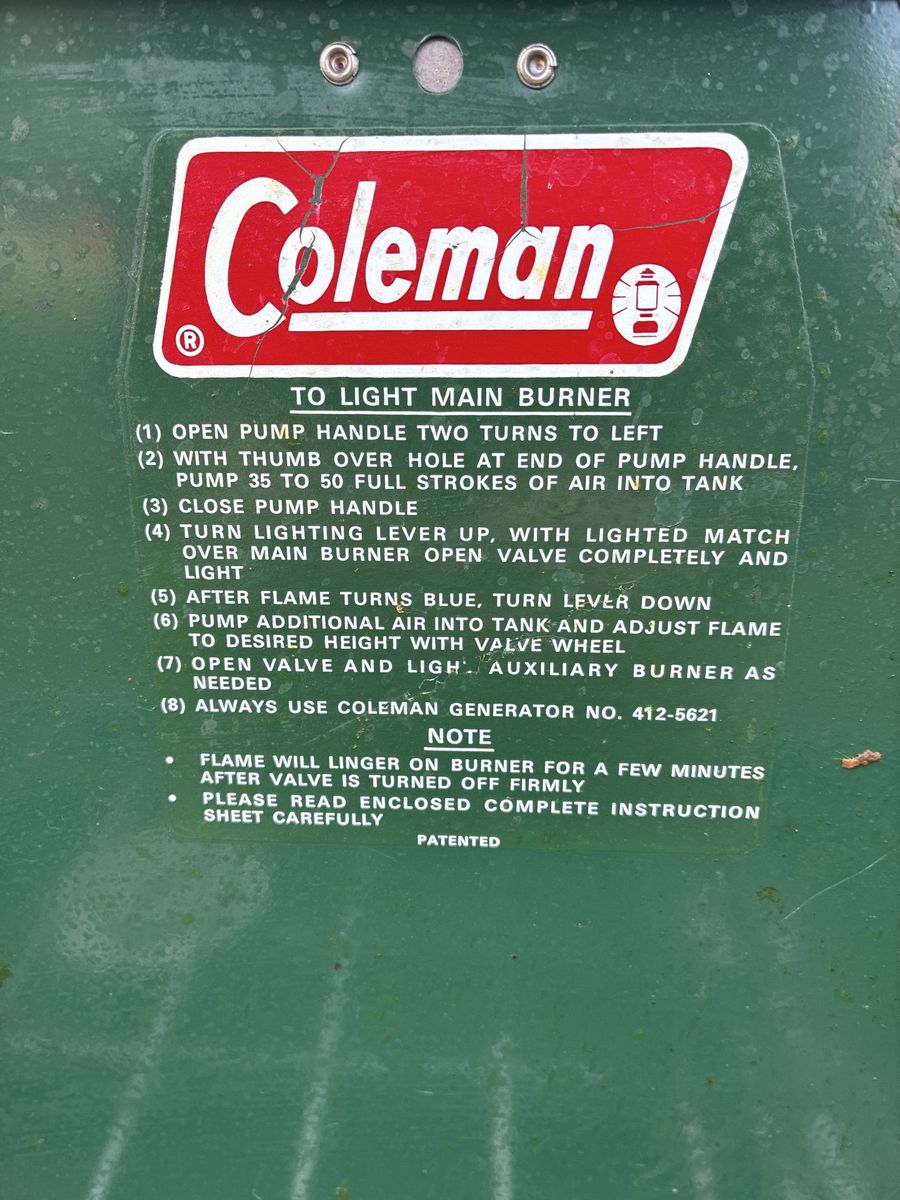 Coleman
®
TO LIGHT MAIN BURNER
(1) OPEN PUMP HANDLE TWO TURNS TO LEFT
(2) WITH THUMB OVER HOLE AT END OF PUMP HANDLE,
PUMP 35 TO 50 FULL STROKES OF AIR INTO TANK
(3) CLOSE PUMP HANDLE
(4) TURN LIGHTING LEVER UP, WITH LIGHTED MATCH
OVER MAIN BURNER OPEN VALVE COMPLETELY AND
LIGHT
(5) AFTER FLAME TURNS BLUE, TURN LEVER DOWN
(6) PUMP ADDITIONAL AIR INTO TANK AND ADJUST FLAME
TO DESIRED HEIGHT WITH VALVE WHEEL
(7) OPEN VALVE AND LIGHT AUXILIARY BURNER AS
NEEDED
(8) ALWAYS USE COLEMAN GENERATOR NO. 412-5621
NOTE
• FLAME WILL LINGER ON BURNER FOR A FEW MINUTES
AFTER VALVE IS TURNED OFF FIRMLY
• PLEASE READ ENCLOSED COMPLETE INSTRUCTION
SHEET CAREFULLY
PATENTED